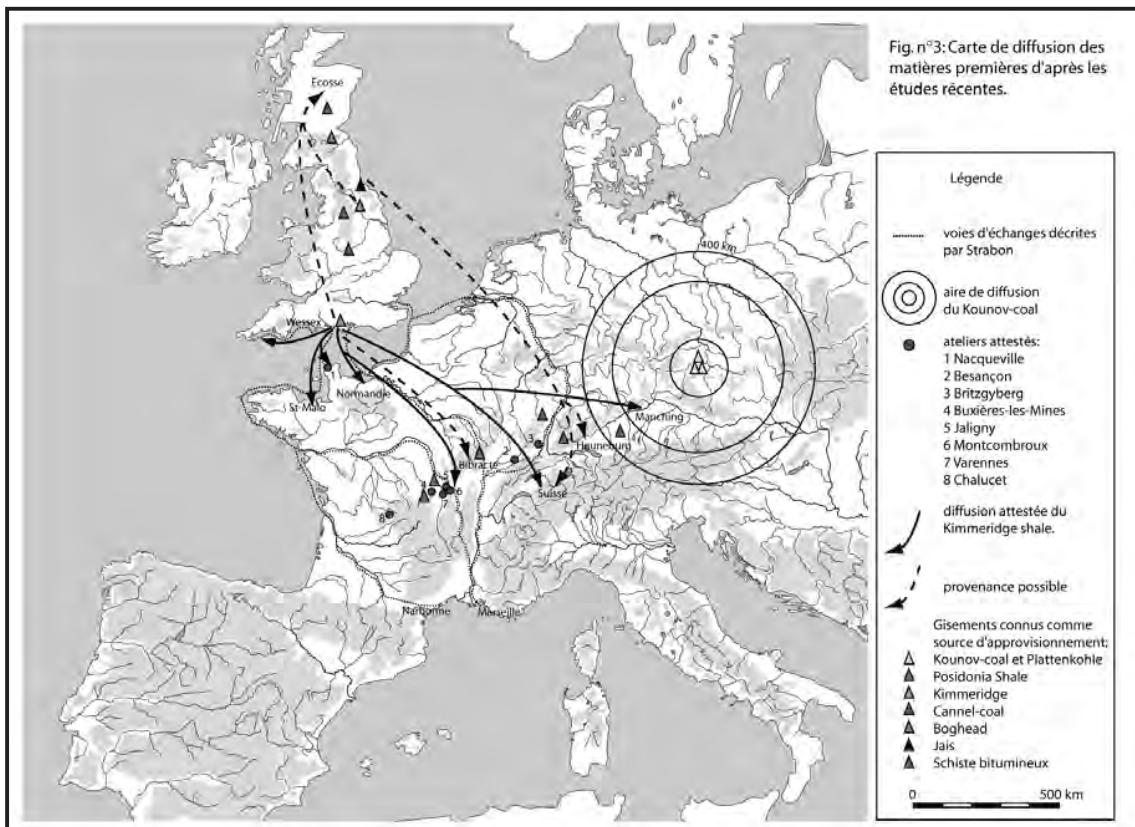 Fig. n°3: Carte de diffusion des
matières premières d'après les
études récentes.
Légende
voies d'échanges décrites
par Strabon
aire de diffusion
du Kounov-coal
ateliers attestés:
1 Nacqueville
2 Besançon
3 Britzgyberg
4 Buxières-les-Mines
5 Jaligny
6 Montcombroux
7 Varennes
8 Chalucet
diffusion attestée du
Kimmeridge shale.
provenance possible
Gisements connus comme
source d'approvisionnement:
Kounov-coal et Plattenkohle
Posidonia Shale
Kimmeridge
Cannel-coal
Boghead
Jais
Schiste bitumineux
0 500 km
Ecosse
400 km
Wessex
Normandie
St-Malo
Manching
3
Heuneburg
2
Bibracte
Suisse
5
4
6
7
8
Narbonne
Marseille